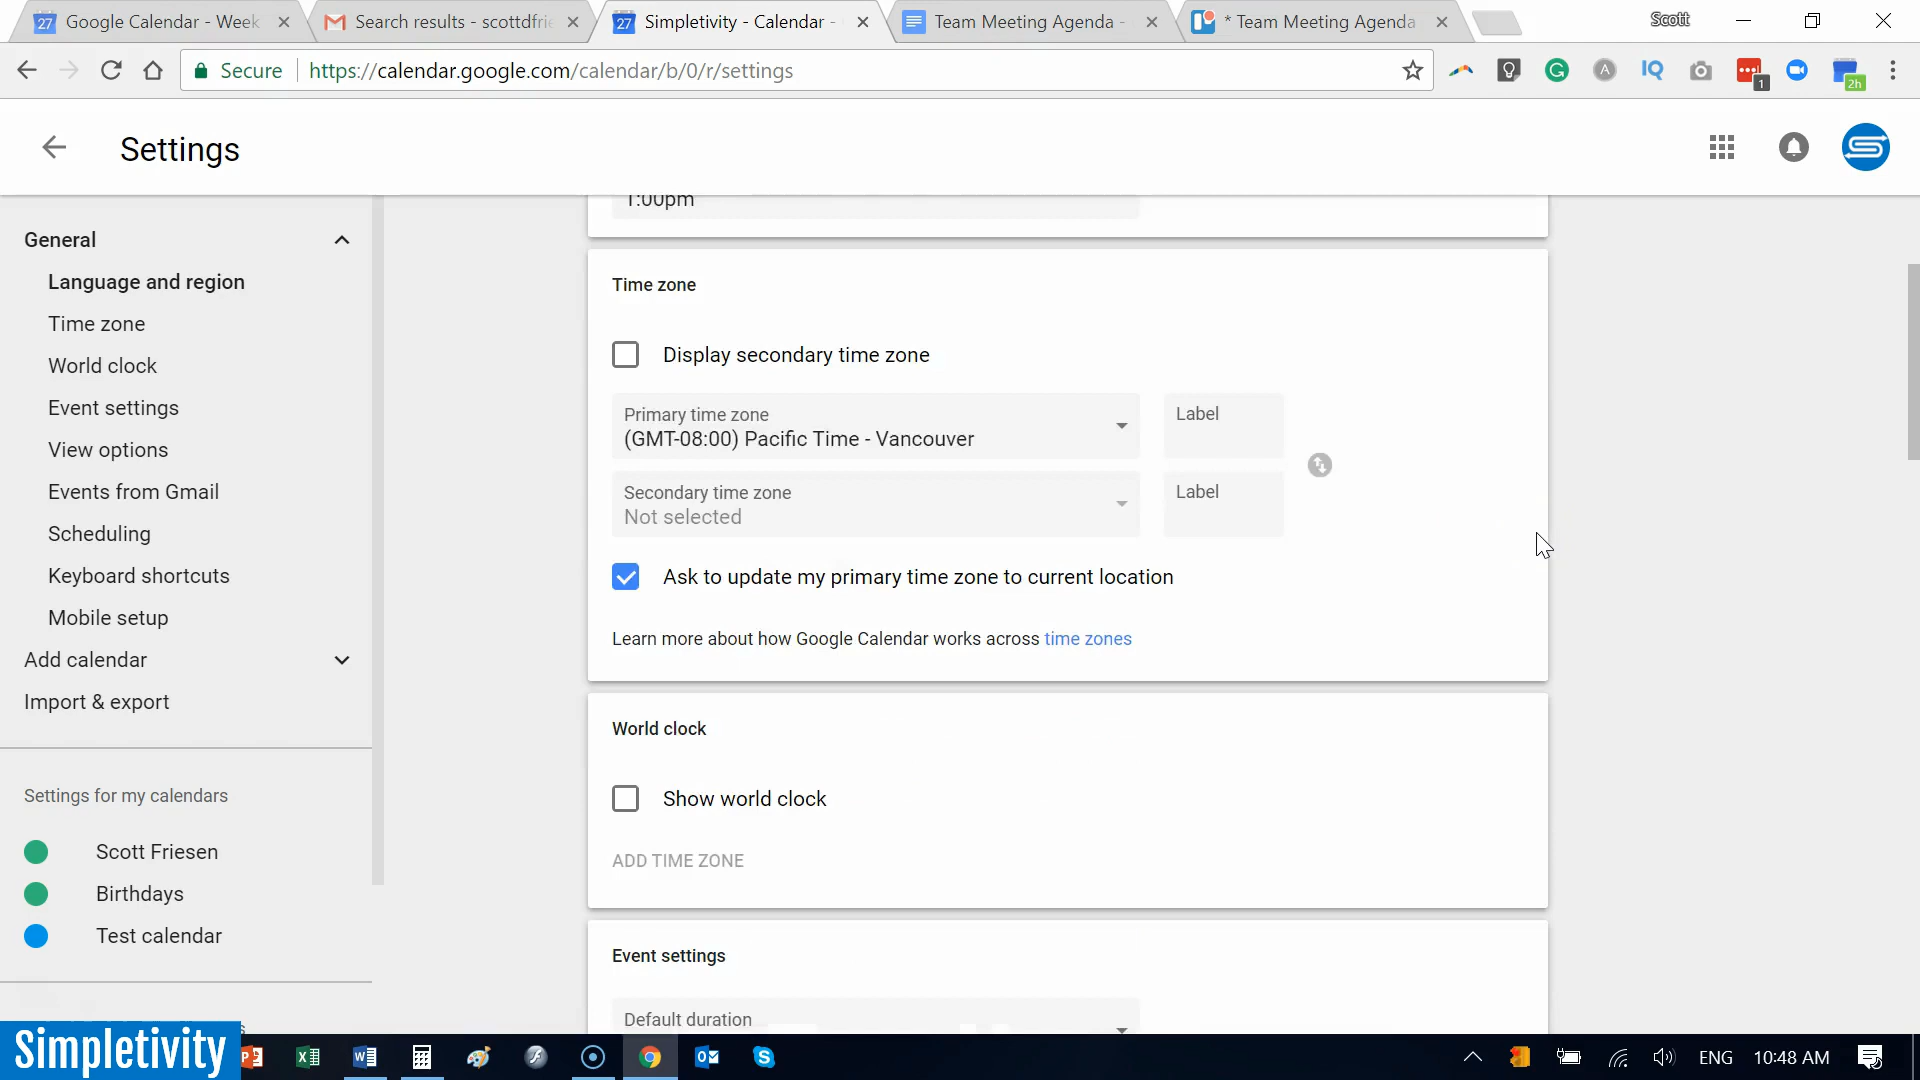 Google Calendar - Week
Search results - scottdfrie
Simpletivity - Calendar -
Team Meeting Agenda -
* Team Meeting Agenda
Scott
Secure
https://calendar.google.com/calendar/b/0/r/settings
1
2h
Settings
General
Language and region
Time zone
World clock
Event settings
View options
Events from Gmail
Scheduling
Keyboard shortcuts
Mobile setup
Add calendar
Import & export
Settings for my calendars
Scott Friesen
Birthdays
Test calendar
1:00pm
Time zone
Display secondary time zone
Primary time zone
(GMT-08:00) Pacific Time - Vancouver
Label
Secondary time zone
Not selected
Label
Ask to update my primary time zone to current location
Learn more about how Google Calendar works across time zones
World clock
Show world clock
ADD TIME ZONE
Event settings
Default duration
Simpletivity
ENG
10:48 AM